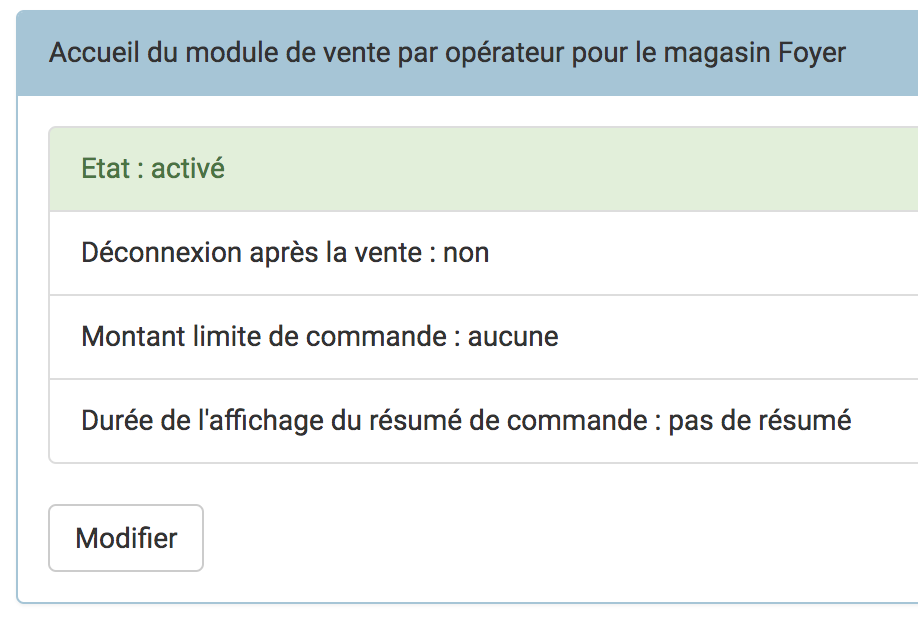 Accueil du module de vente par opérateur pour le magasin Foyer
Etat : activé
Déconnexion après la vente : non
Montant limite de commande : aucune
Durée de l'affichage du résumé de commande : pas de résumé
Modifier